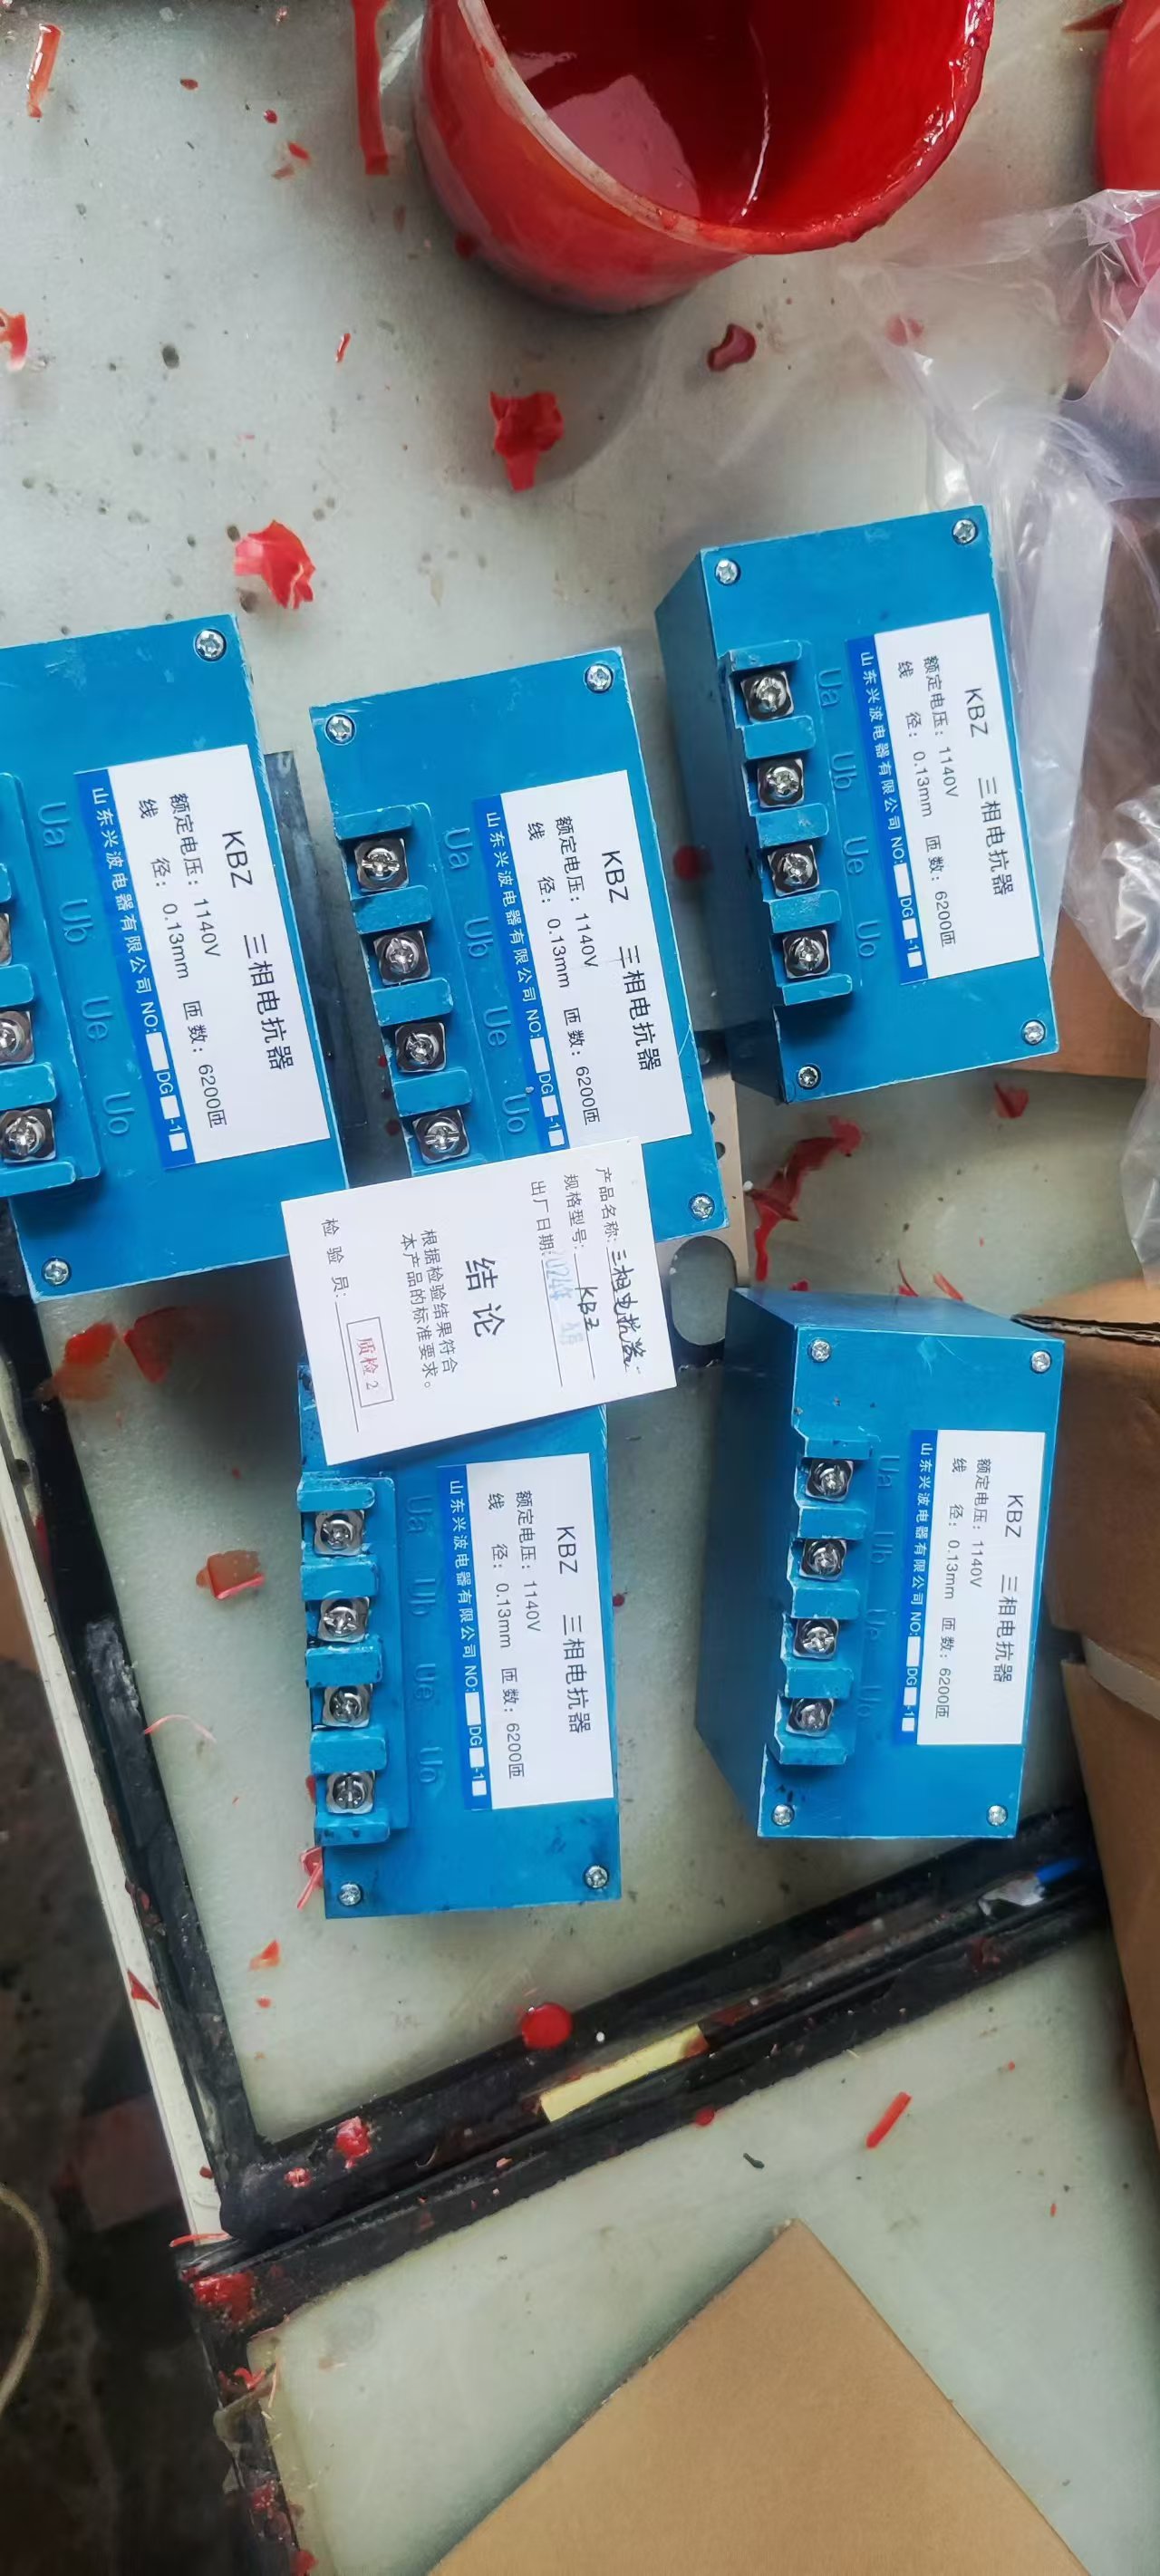 KBZ 三相电抗器
额定电压：1140V
线 径：0.13mm 匝数：6200匝
山东兴波电器有限公司 NO: DG -1
Ua
Ub
Ue
Uo
KBZ 三相电抗器
额定电压：1140V
线 径：0.13mm 匝数：6200匝
山东兴波电器有限公司 NO: DG -1
Ua
Ub
Ue
Uo
KBZ 三相电抗器
额定电压：1140V
线 径：0.13mm 匝数：6200匝
山东兴波电器有限公司 NO: DG -1
Ua
Ub
Ue
Uo
产品名称：三相电抗器
规格型号：KBZ
出厂日期：2024年
结论
根据检验结果符合
本产品的标准要求。
检 验 员：质检 2
KBZ 三相电抗器
额定电压：1140V
线 径：0.13mm 匝数：6200匝
山东兴波电器有限公司 NO: DG -1
Ua
Ub
Ue
Uo
KBZ 三相电抗器
额定电压：1140V
线 径：0.13mm 匝数：6200匝
山东兴波电器有限公司 NO: DG -1
Ua
Ub
Ue
Uo